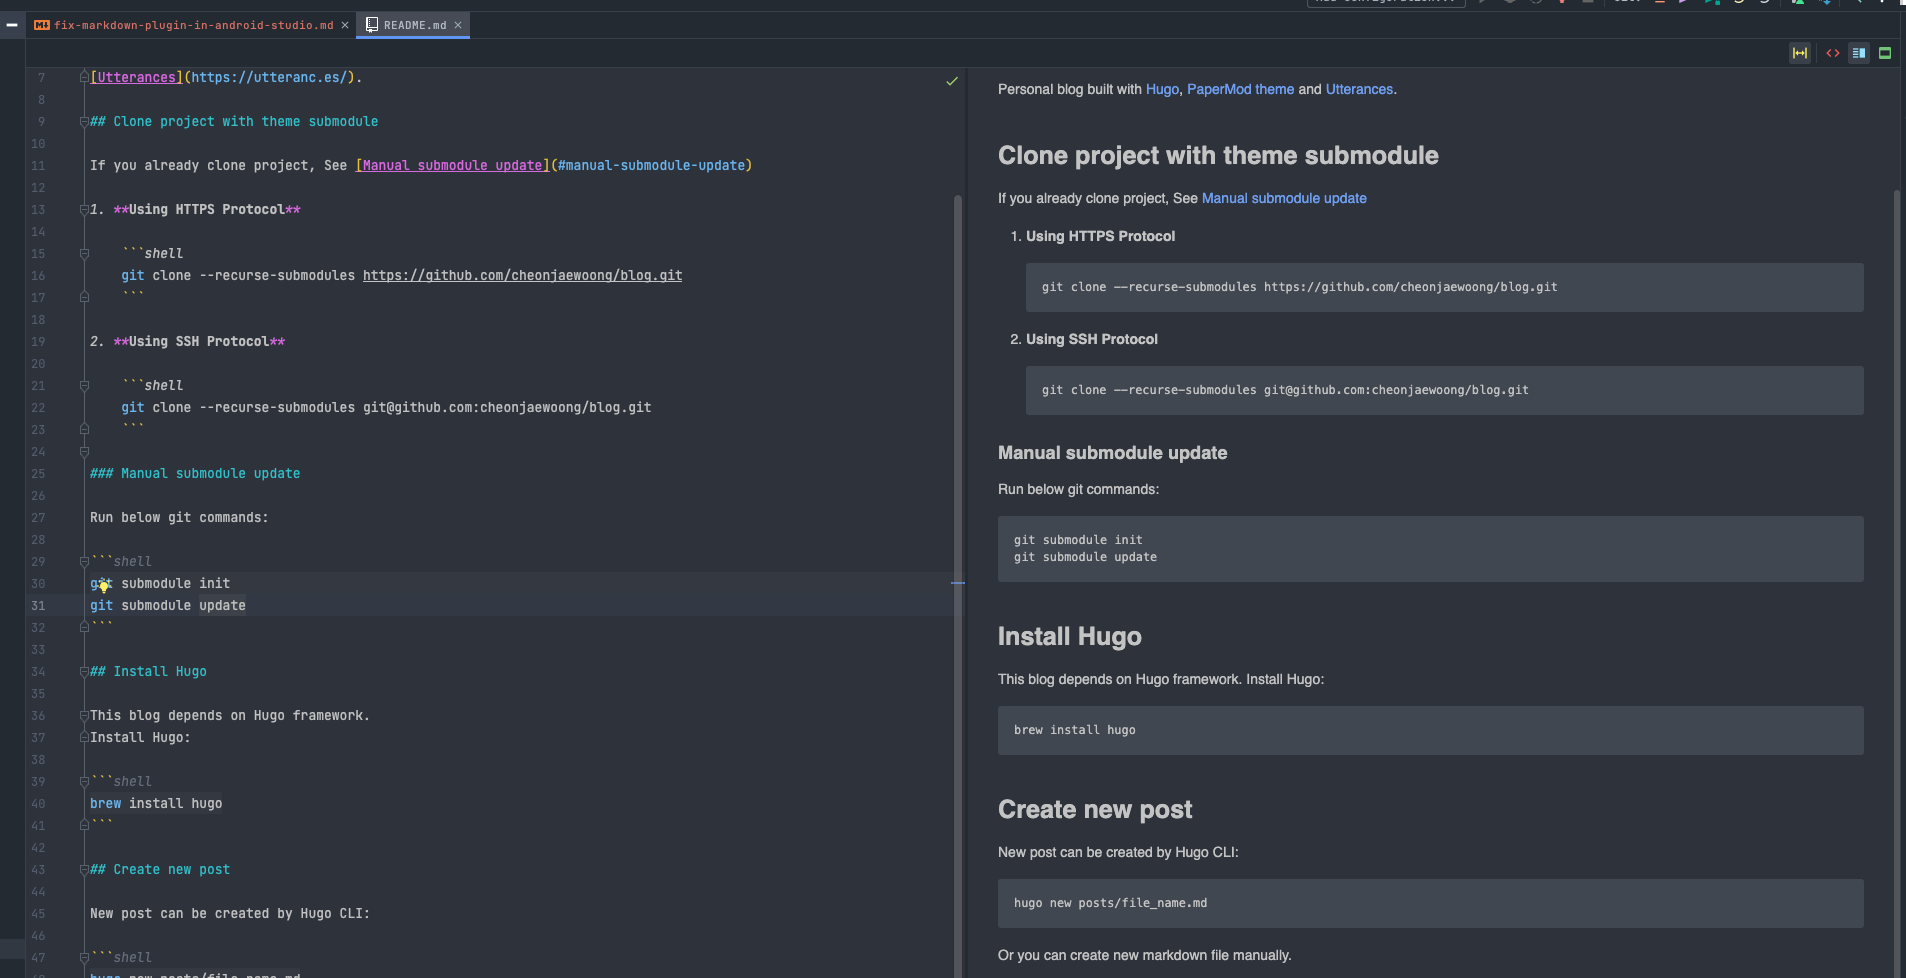 fix-markdown-plugin-in-android-studio.md
README.md
7 [Utterances](https://utteranc.es/).
8
9 ## Clone project with theme submodule
10
11 If you already clone project, See [Manual submodule update](#manual-submodule-update)
12
13 1. **Using HTTPS Protocol**
14
15 ```shell
16 git clone --recurse-submodules https://github.com/cheonjaewoong/blog.git
17 ```
18
19 2. **Using SSH Protocol**
20
21 ```shell
22 git clone --recurse-submodules git@github.com:cheonjaewoong/blog.git
23 ```
24
25 ### Manual submodule update
26
27 Run below git commands:
28
29 ```shell
30 git submodule init
31 git submodule update
32 ```
33
34 ## Install Hugo
35
36 This blog depends on Hugo framework.
37 Install Hugo:
38
39 ```shell
40 brew install hugo
41 ```
42
43 ## Create new post
44
45 New post can be created by Hugo CLI:
46
47 ```shell
hugo new posts/file_name.md
Personal blog built with Hugo, PaperMod theme and Utterances.
Clone project with theme submodule
If you already clone project, See Manual submodule update
1. Using HTTPS Protocol
git clone --recurse-submodules https://github.com/cheonjaewoong/blog.git
2. Using SSH Protocol
git clone --recurse-submodules git@github.com:cheonjaewoong/blog.git
Manual submodule update
Run below git commands:
git submodule init
git submodule update
Install Hugo
This blog depends on Hugo framework. Install Hugo:
brew install hugo
Create new post
New post can be created by Hugo CLI:
hugo new posts/file_name.md
Or you can create new markdown file manually.